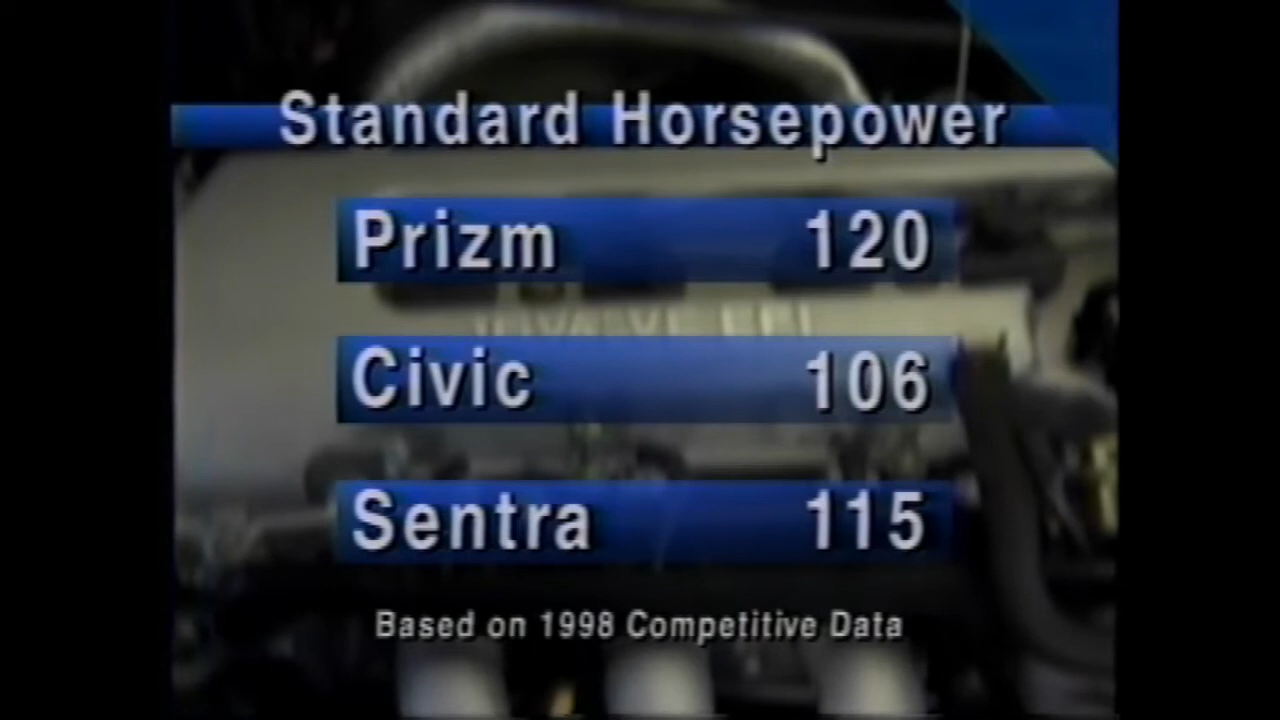 Standard Horsepower
Prizm 120
Civic 106
Sentra 115
Based on 1998 Competitive Data